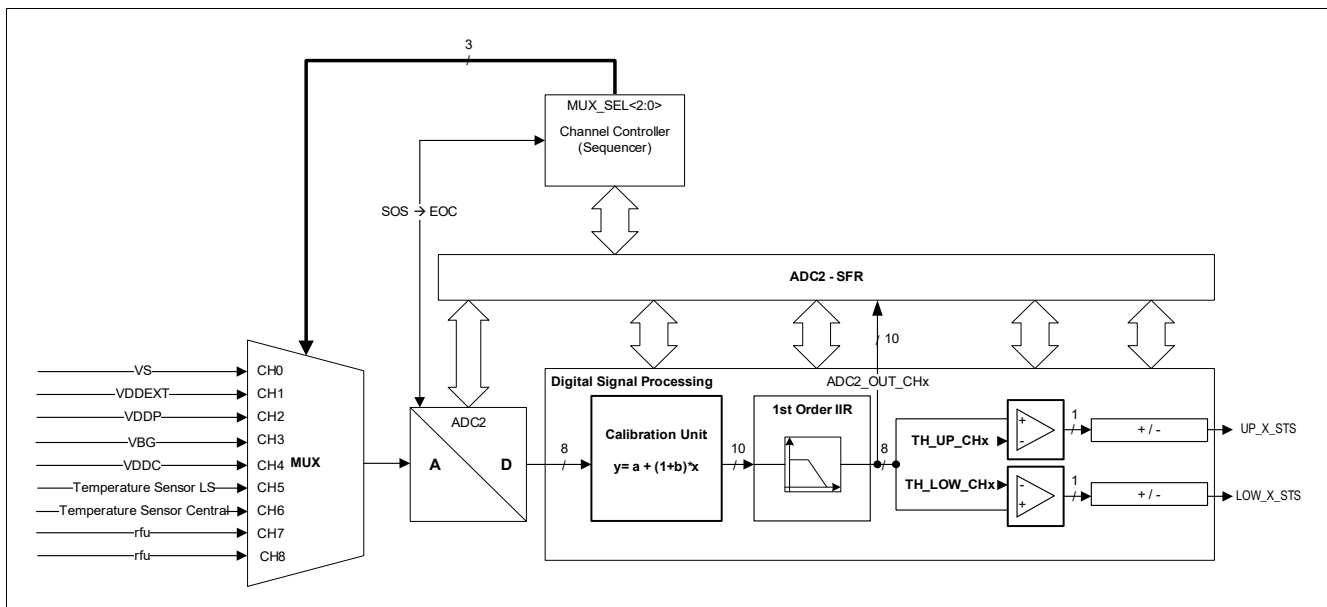 3
MUX_SEL<2:0>
Channel Controller
(Sequencer)
SOS → EOC
ADC2 - SFR
10
Digital Signal Processing
ADC2_OUT_CHx
VS
CH0
VDDEXT
CH1
VDDP
CH2
VBG
CH3
VDDC
CH4
Temperature Sensor LS
CH5
Temperature Sensor Central
CH6
rfu
CH7
rfu
CH8
MUX
ADC2
A
D
8
Calibration Unit
y= a + (1+b)*x
10
1st Order IIR
8
TH_UP_CHx
+
-
1
+ / -
UP_X_STS
TH_LOW_CHx
-
+
1
+ / -
LOW_X_STS